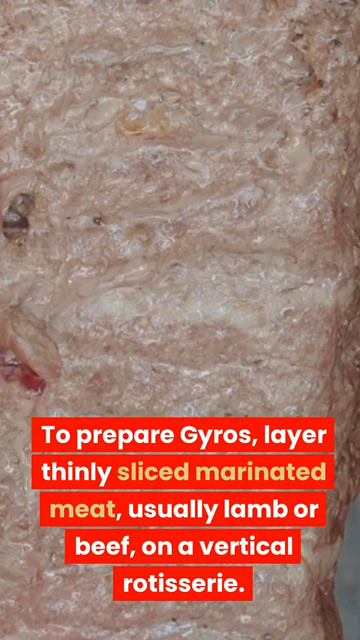 To prepare Gyros, layer
thinly sliced marinated
meat, usually lamb or
beef, on a vertical
rotisserie.